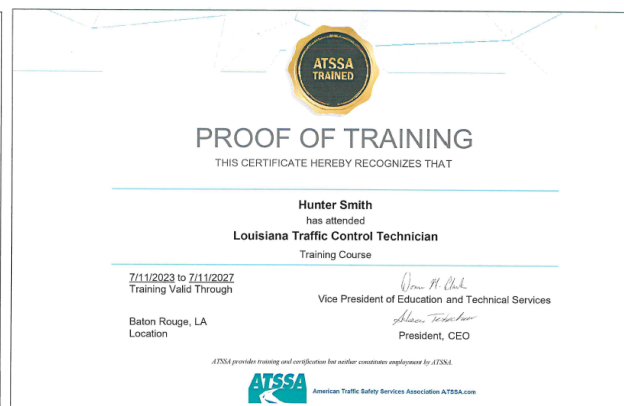 ATSSA
TRAINED
PROOF OF TRAINING
THIS CERTIFICATE HEREBY RECOGNIZES THAT
Hunter Smith
has attended
Louisiana Traffic Control Technician
Training Course
7/11/2023 to 7/11/2027
Training Valid Through
Vice President of Education and Technical Services
Baton Rouge, LA
Location
President, CEO
ATSSA provides training and certification but neither constitutes employment by ATSSA.
ATSSA
American Traffic Safety Services Association ATSSA.com